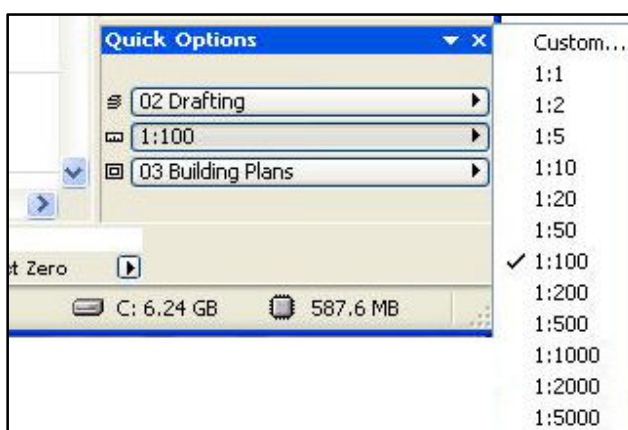 Quick Options
02 Drafting
1:100
03 Building Plans
t Zero
C: 6.24 GB
587.6 MB
Custom...
1:1
1:2
1:5
1:10
1:20
1:50
1:100
1:200
1:500
1:1000
1:2000
1:5000